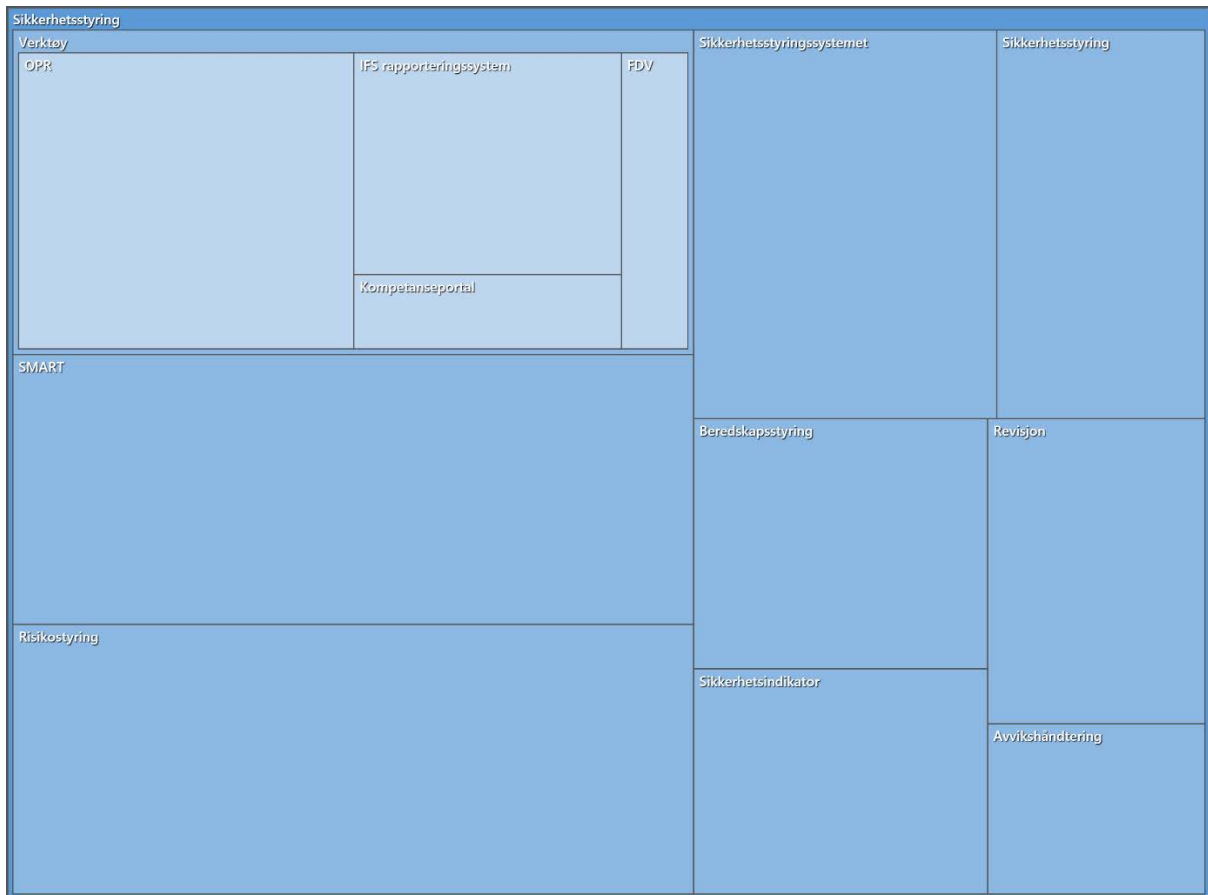 Sikkerhetsstyring
Verktøy
OPR
IFS rapporteringssystem
FDV
Kompetanseportal
SMART
Risikostyring
Sikkerhetsstyringssystemet
Sikkerhetsstyring
Beredskapsstyring
Revisjon
Sikkerhetsindikator
Avvikshåndtering